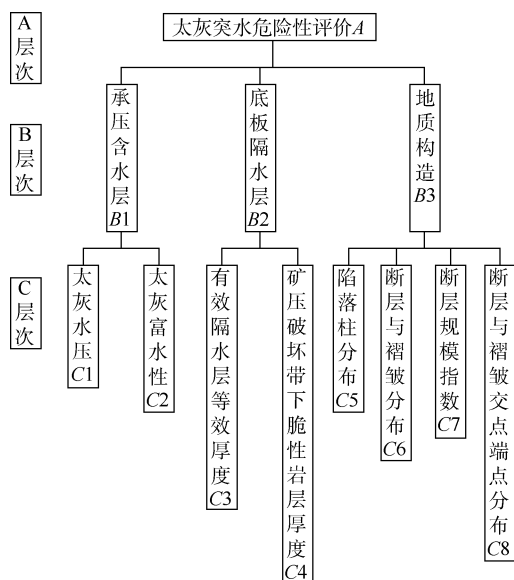 A层次
太灰突水危险性评价A
B层次
承压含水层B1
底板隔水层B2
地质构造B3
C层次
太灰水压C1
太灰富水性C2
有效隔水层等效厚度C3
矿压破坏带下脆性岩层厚度C4
陷落柱分布C5
断层与褶皱分布C6
断层规模指数C7
断层与褶皱交点端点分布C8